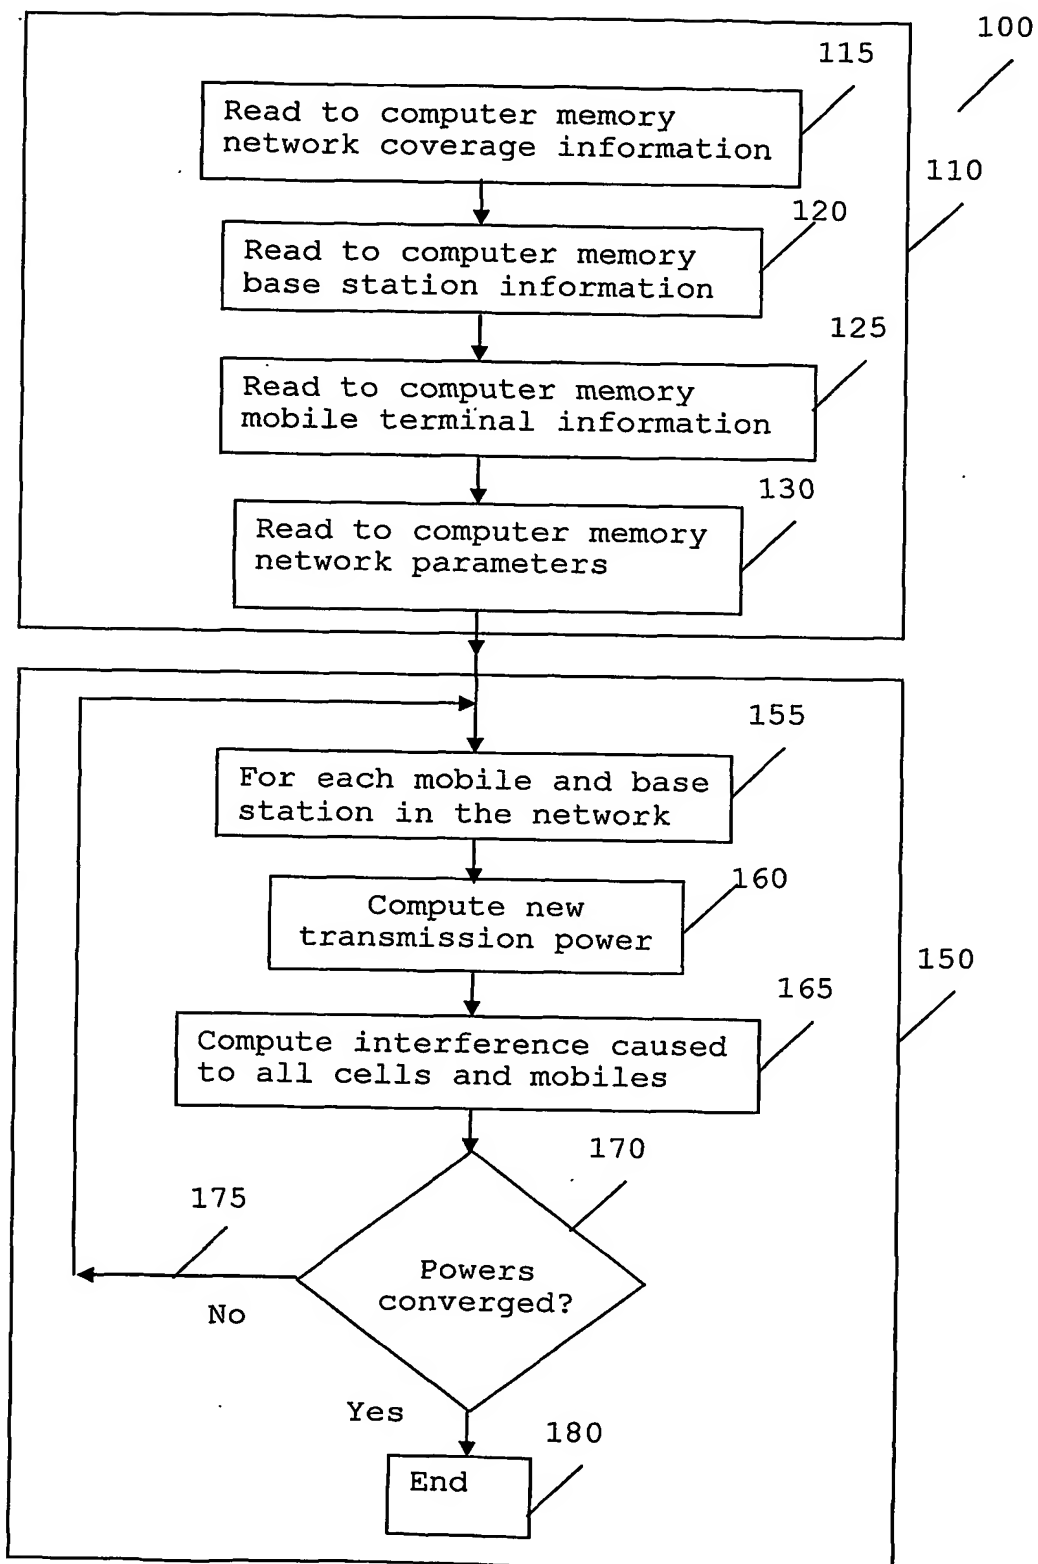 100
115
Read to computer memory
network coverage information
110
120
Read to computer memory
base station information
125
Read to computer memory
mobile terminal information
130
Read to computer memory
network parameters
155
For each mobile and base
station in the network
160
Compute new
transmission power
150
165
Compute interference caused
to all cells and mobiles
170
175
Powers
converged?
No
Yes
180
End